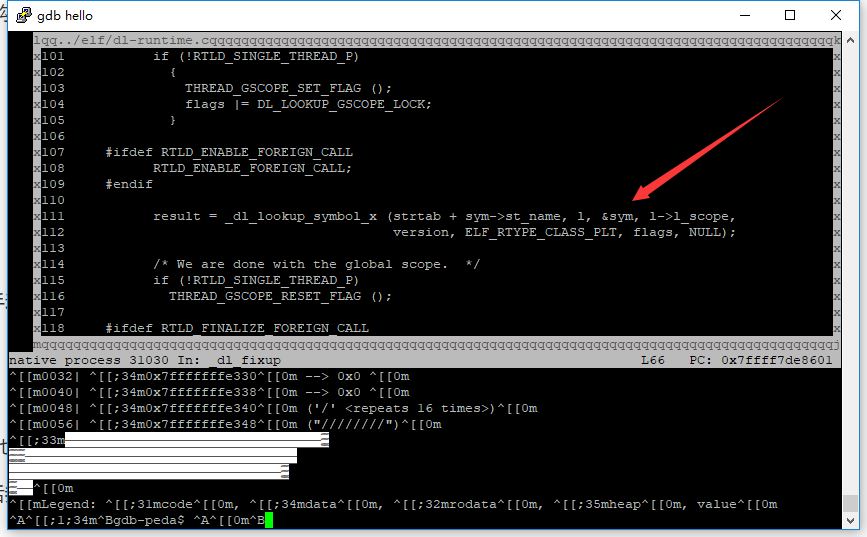 gdb hello
lqq../elf/dl-runtime.cqqqqqqqqqqqqqqqqqqqqqqqqqqqqqqqqqqqqqqqqqqqqqqqqqqqqqqqqqqqqqqqqqqqqqqqqqqqqqk
x101 if (!RTLD_SINGLE_THREAD_P) x
x102 { x
x103 THREAD_GSCOPE_SET_FLAG (); x
x104 flags |= DL_LOOKUP_GSCOPE_LOCK; x
x105 } x
x106 x
x107 #ifdef RTLD_ENABLE_FOREIGN_CALL x
x108 RTLD_ENABLE_FOREIGN_CALL; x
x109 #endif x
x110 x
x111 result = _dl_lookup_symbol_x (strtab + sym->st_name, l, &sym, l->l_scope, x
x112 version, ELF_RTYPE_CLASS_PLT, flags, NULL); x
x113 x
x114 /* We are done with the global scope. */ x
x115 if (!RTLD_SINGLE_THREAD_P) x
x116 THREAD_GSCOPE_RESET_FLAG (); x
x117 x
x118 #ifdef RTLD_FINALIZE_FOREIGN_CALL x
mqqqqqqqqqqqqqqqqqqqqqqqqqqqqqqqqqqqqqqqqqqqqqqqqqqqqqqqqqqqqqqqqqqqqqqqqqqqqqqqqqqqqqqqqqqqqqqqqqqqj
native process 31030 In: _dl_fixup L66 PC: 0x7ffff7de8601
^[[m0032| ^[[;34m0x7fffffffe330^[[0m --> 0x0 ^[[0m
^[[m0040| ^[[;34m0x7fffffffe338^[[0m --> 0x0 ^[[0m
^[[m0048| ^[[;34m0x7fffffffe340^[[0m ('/' <repeats 16 times>)^[[0m
^[[m0056| ^[[;34m0x7fffffffe348^[[0m ("////////")^[[0m
^[[;33m
^[[0m
^[[mLegend: ^[[;31mcode^[[0m, ^[[;34mdata^[[0m, ^[[;32mrodata^[[0m, ^[[;35mheap^[[0m, value^[[0m
^A^[[;1;34m^Bgdb-peda$ ^A^[[0m^B